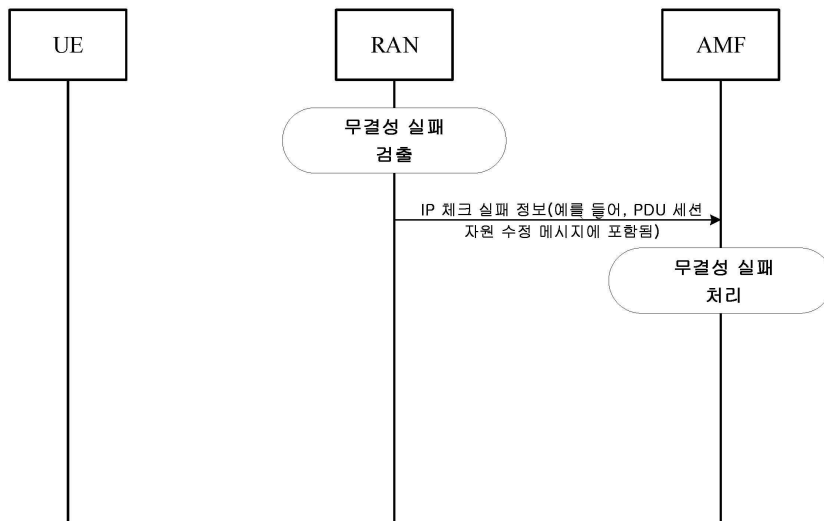 UE
RAN
AMF
무결성 실패
검출
IP 체크 실패 정보(예를 들어, PDU 세션
자원 수정 메시지에 포함됨)
무결성 실패
처리